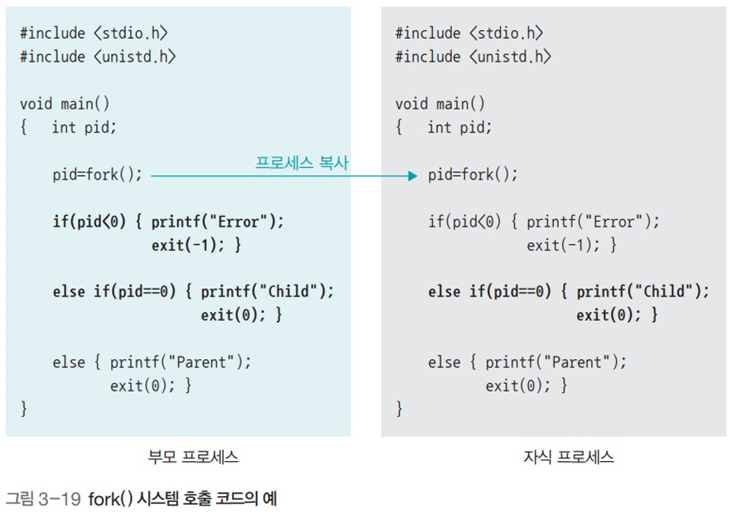 #include <stdio.h>
#include <unistd.h>
void main()
{ int pid;
pid=fork();
if(pid<0) { printf("Error");
exit(-1); }
else if(pid==0) { printf("Child");
exit(0); }
else { printf("Parent");
exit(0); }
}
부모 프로세스
프로세스 복사
#include <stdio.h>
#include <unistd.h>
void main()
{ int pid;
pid=fork();
if(pid<0) { printf("Error");
exit(-1); }
else if(pid==0) { printf("Child");
exit(0); }
else { printf("Parent");
exit(0); }
}
자식 프로세스
그림 3-19 fork() 시스템 호출 코드의 예